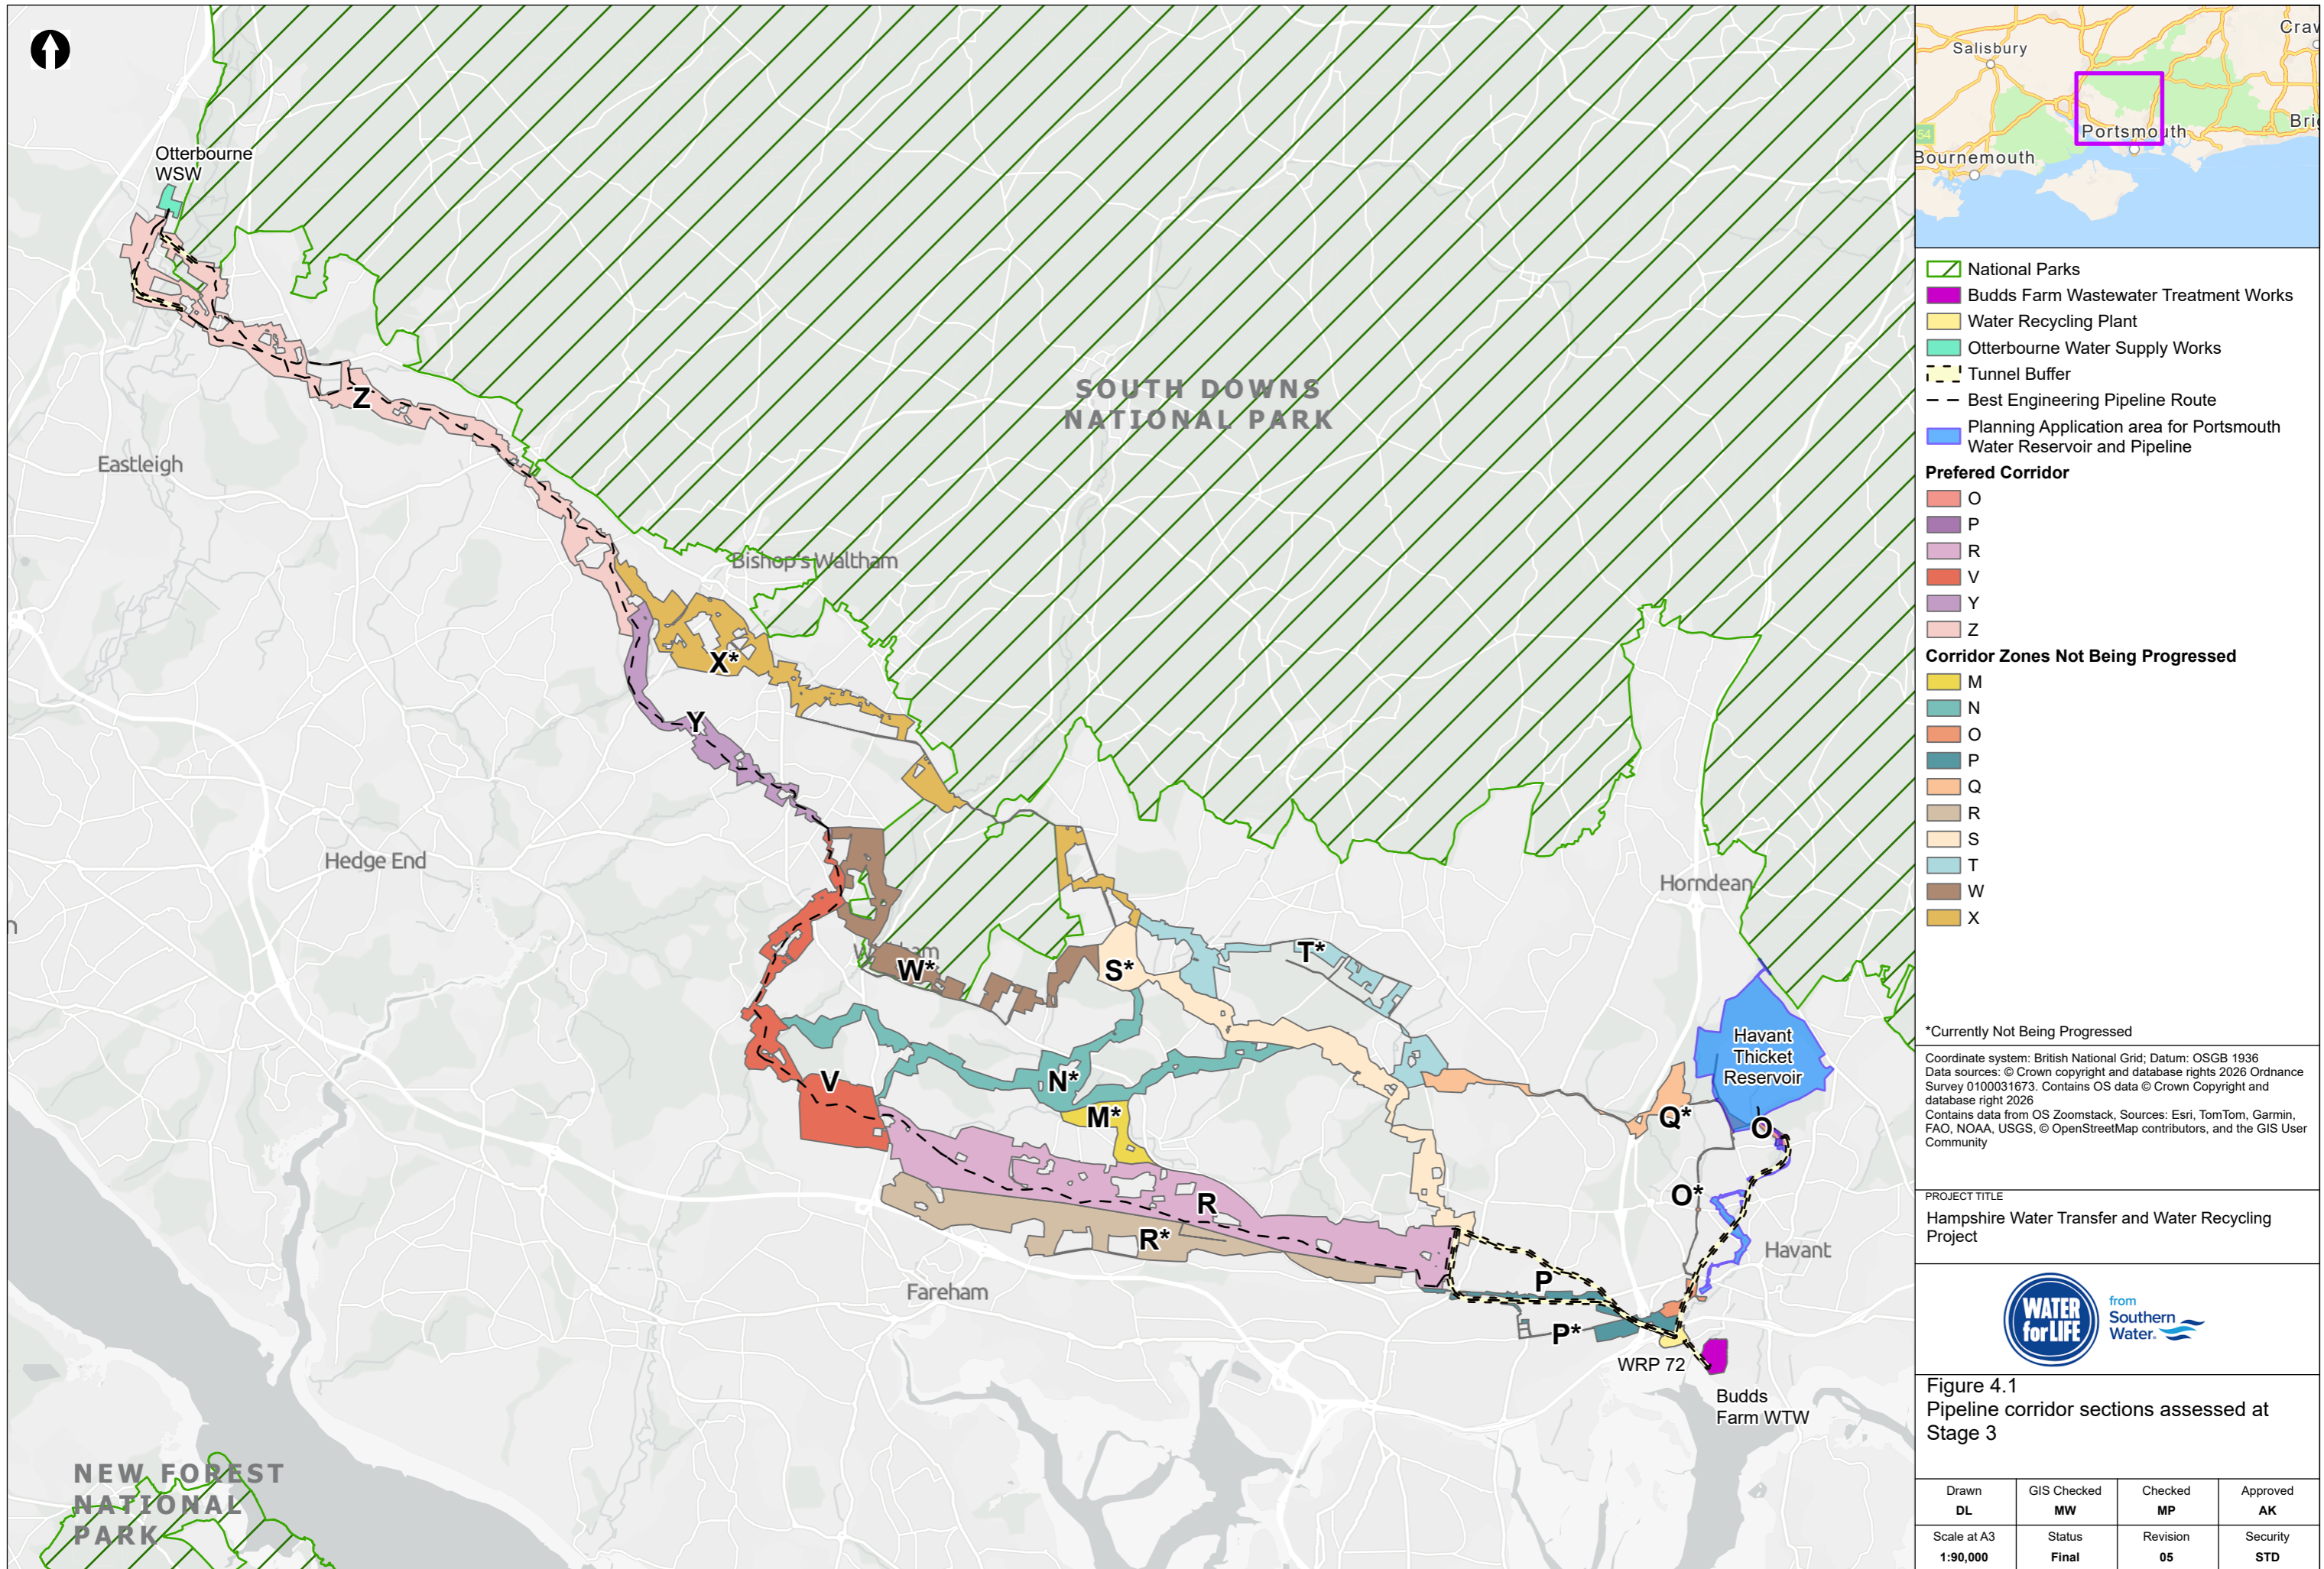 Otterbourne
WSW
Z
SOUTH DOWNS
NATIONAL PARK
Eastleigh
Bishop's Waltham
X*
Y
Hedge End
Horndean
W*
S*
T*
Havant
Thicket
Reservoir
V
N*
M*
Q*
O
R
O*
R*
Havant
P
Fareham
P*
WRP 72
Budds
Farm WTW
NEW FOREST
NATIONAL
PARK
Salisbury
Portsmouth
Bournemouth
54
National Parks
Budds Farm Wastewater Treatment Works
Water Recycling Plant
Otterbourne Water Supply Works
Tunnel Buffer
Best Engineering Pipeline Route
Planning Application area for Portsmouth
Water Reservoir and Pipeline
Prefered Corridor
O
P
R
V
Y
Z
Corridor Zones Not Being Progressed
M
N
O
P
Q
R
S
T
W
X
*Currently Not Being Progressed
Coordinate system: British National Grid; Datum: OSGB 1936
Data sources: © Crown copyright and database rights 2026 Ordnance
Survey 0100031673. Contains OS data © Crown Copyright and
database right 2026
Contains data from OS Zoomstack, Sources: Esri, TomTom, Garmin,
FAO, NOAA, USGS, © OpenStreetMap contributors, and the GIS User
Community
PROJECT TITLE
Hampshire Water Transfer and Water Recycling
Project
WATER
for LIFE
from
Southern
Water
Figure 4.1
Pipeline corridor sections assessed at
Stage 3
Drawn
DL
GIS Checked
MW
Checked
MP
Approved
AK
Scale at A3
1:90,000
Status
Final
Revision
05
Security
STD